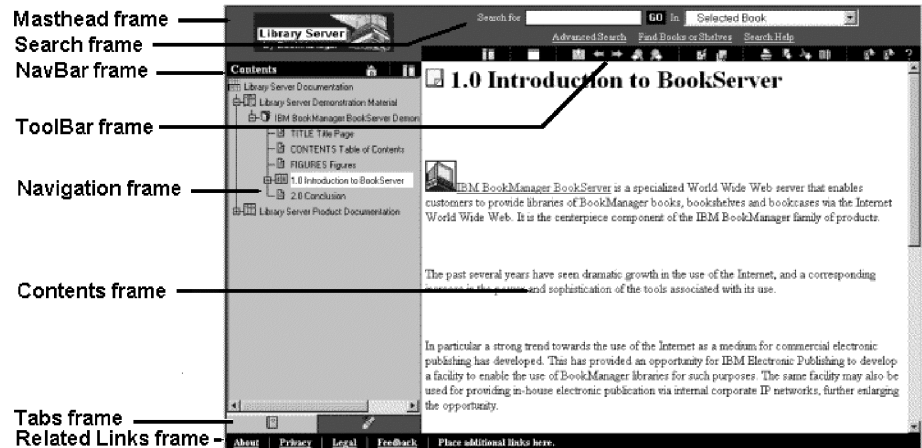 Masthead frame
Search frame
NavBar frame
ToolBar frame
Navigation frame
Contents frame
Tabs frame
Related Links frame
Library Server
By BookManager
Search for
GO In Selected Book
Advanced Search Find Books or Shelves Search Help
Contents
Library Server Documentation
Library Server Demonstration Material
IBM BookManager BookServer Demon
TITLE Title Page
CONTENTS Table of Contents
FIGURES Figures
1.0 Introduction to BookServer
2.0 Conclusion
Library Server Product Documentation
1.0 Introduction to BookServer
IBM BookManager BookServer is a specialized World Wide Web server that enables
customers to provide libraries of BookManager books, bookshelves and bookcases via the Internet
World Wide Web. It is the centerpiece component of the IBM BookManager family of products.
The past several years have seen dramatic growth in the use of the Internet, and a corresponding
increase in the power and sophistication of the tools associated with its use.
In particular a strong trend towards the use of the Internet as a medium for commercial electronic
publishing has developed. This has provided an opportunity for IBM Electronic Publishing to develop
a facility to enable the use of BookManager libraries for such purposes. The same facility may also be
used for providing in-house electronic publication via internal corporate IP networks, further enlarging
the opportunity.
About | Privacy | Legal | Feedback | Place additional links here.